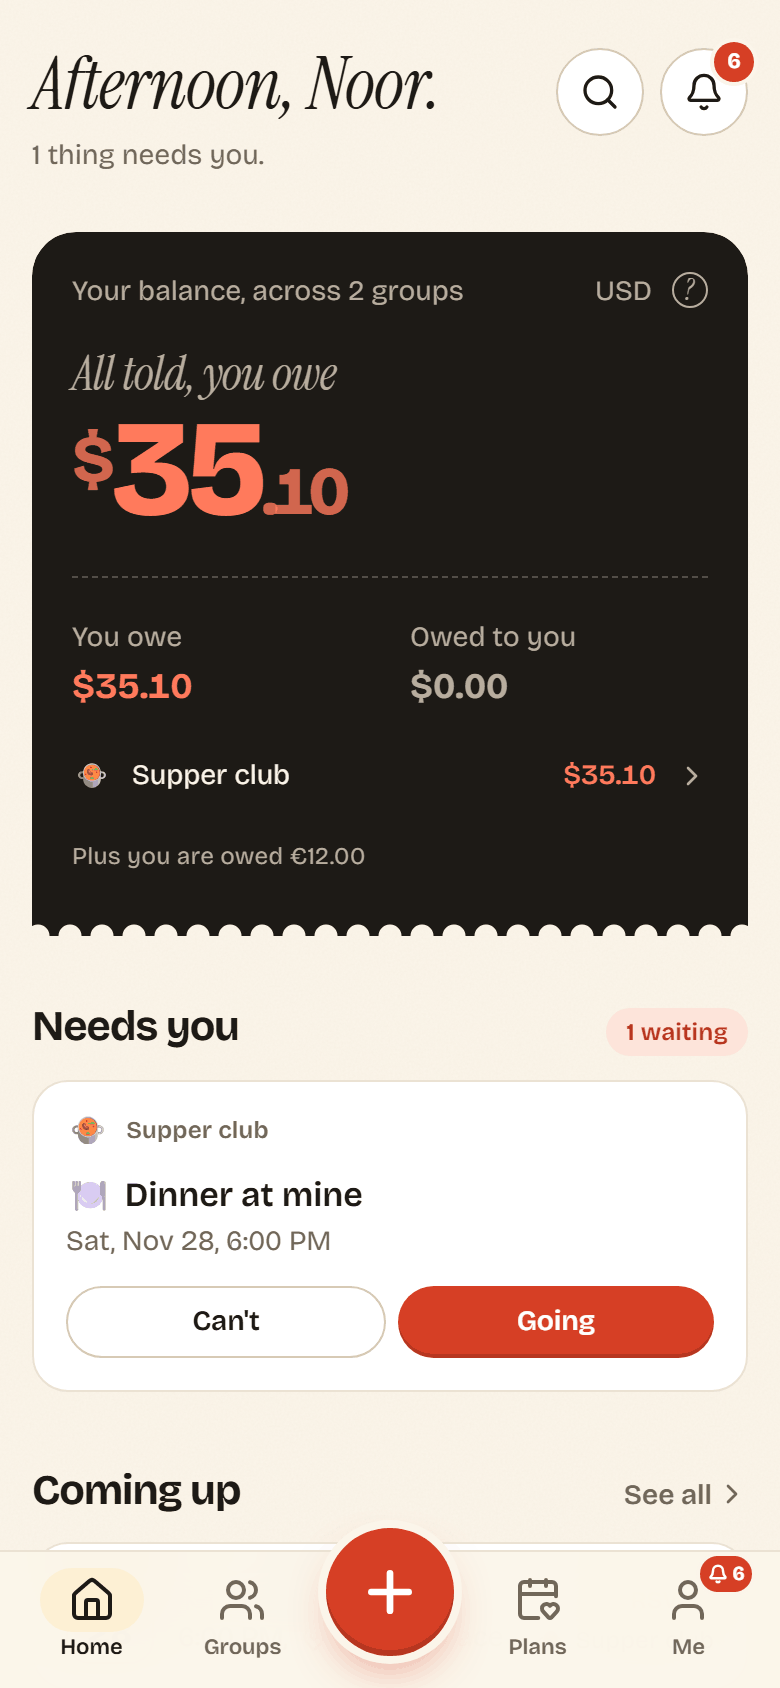 Afternoon, Noor.
6
1 thing needs you.
Your balance, across 2 groups
USD ?
All told, you owe
$35.10
You owe
Owed to you
$35.10
$0.00
Supper club
$35.10
Plus you are owed €12.00
Needs you
1 waiting
Supper club
Dinner at mine
Sat, Nov 28, 6:00 PM
Can't
Going
Coming up
See all
6
Home
Groups
Plans
Me